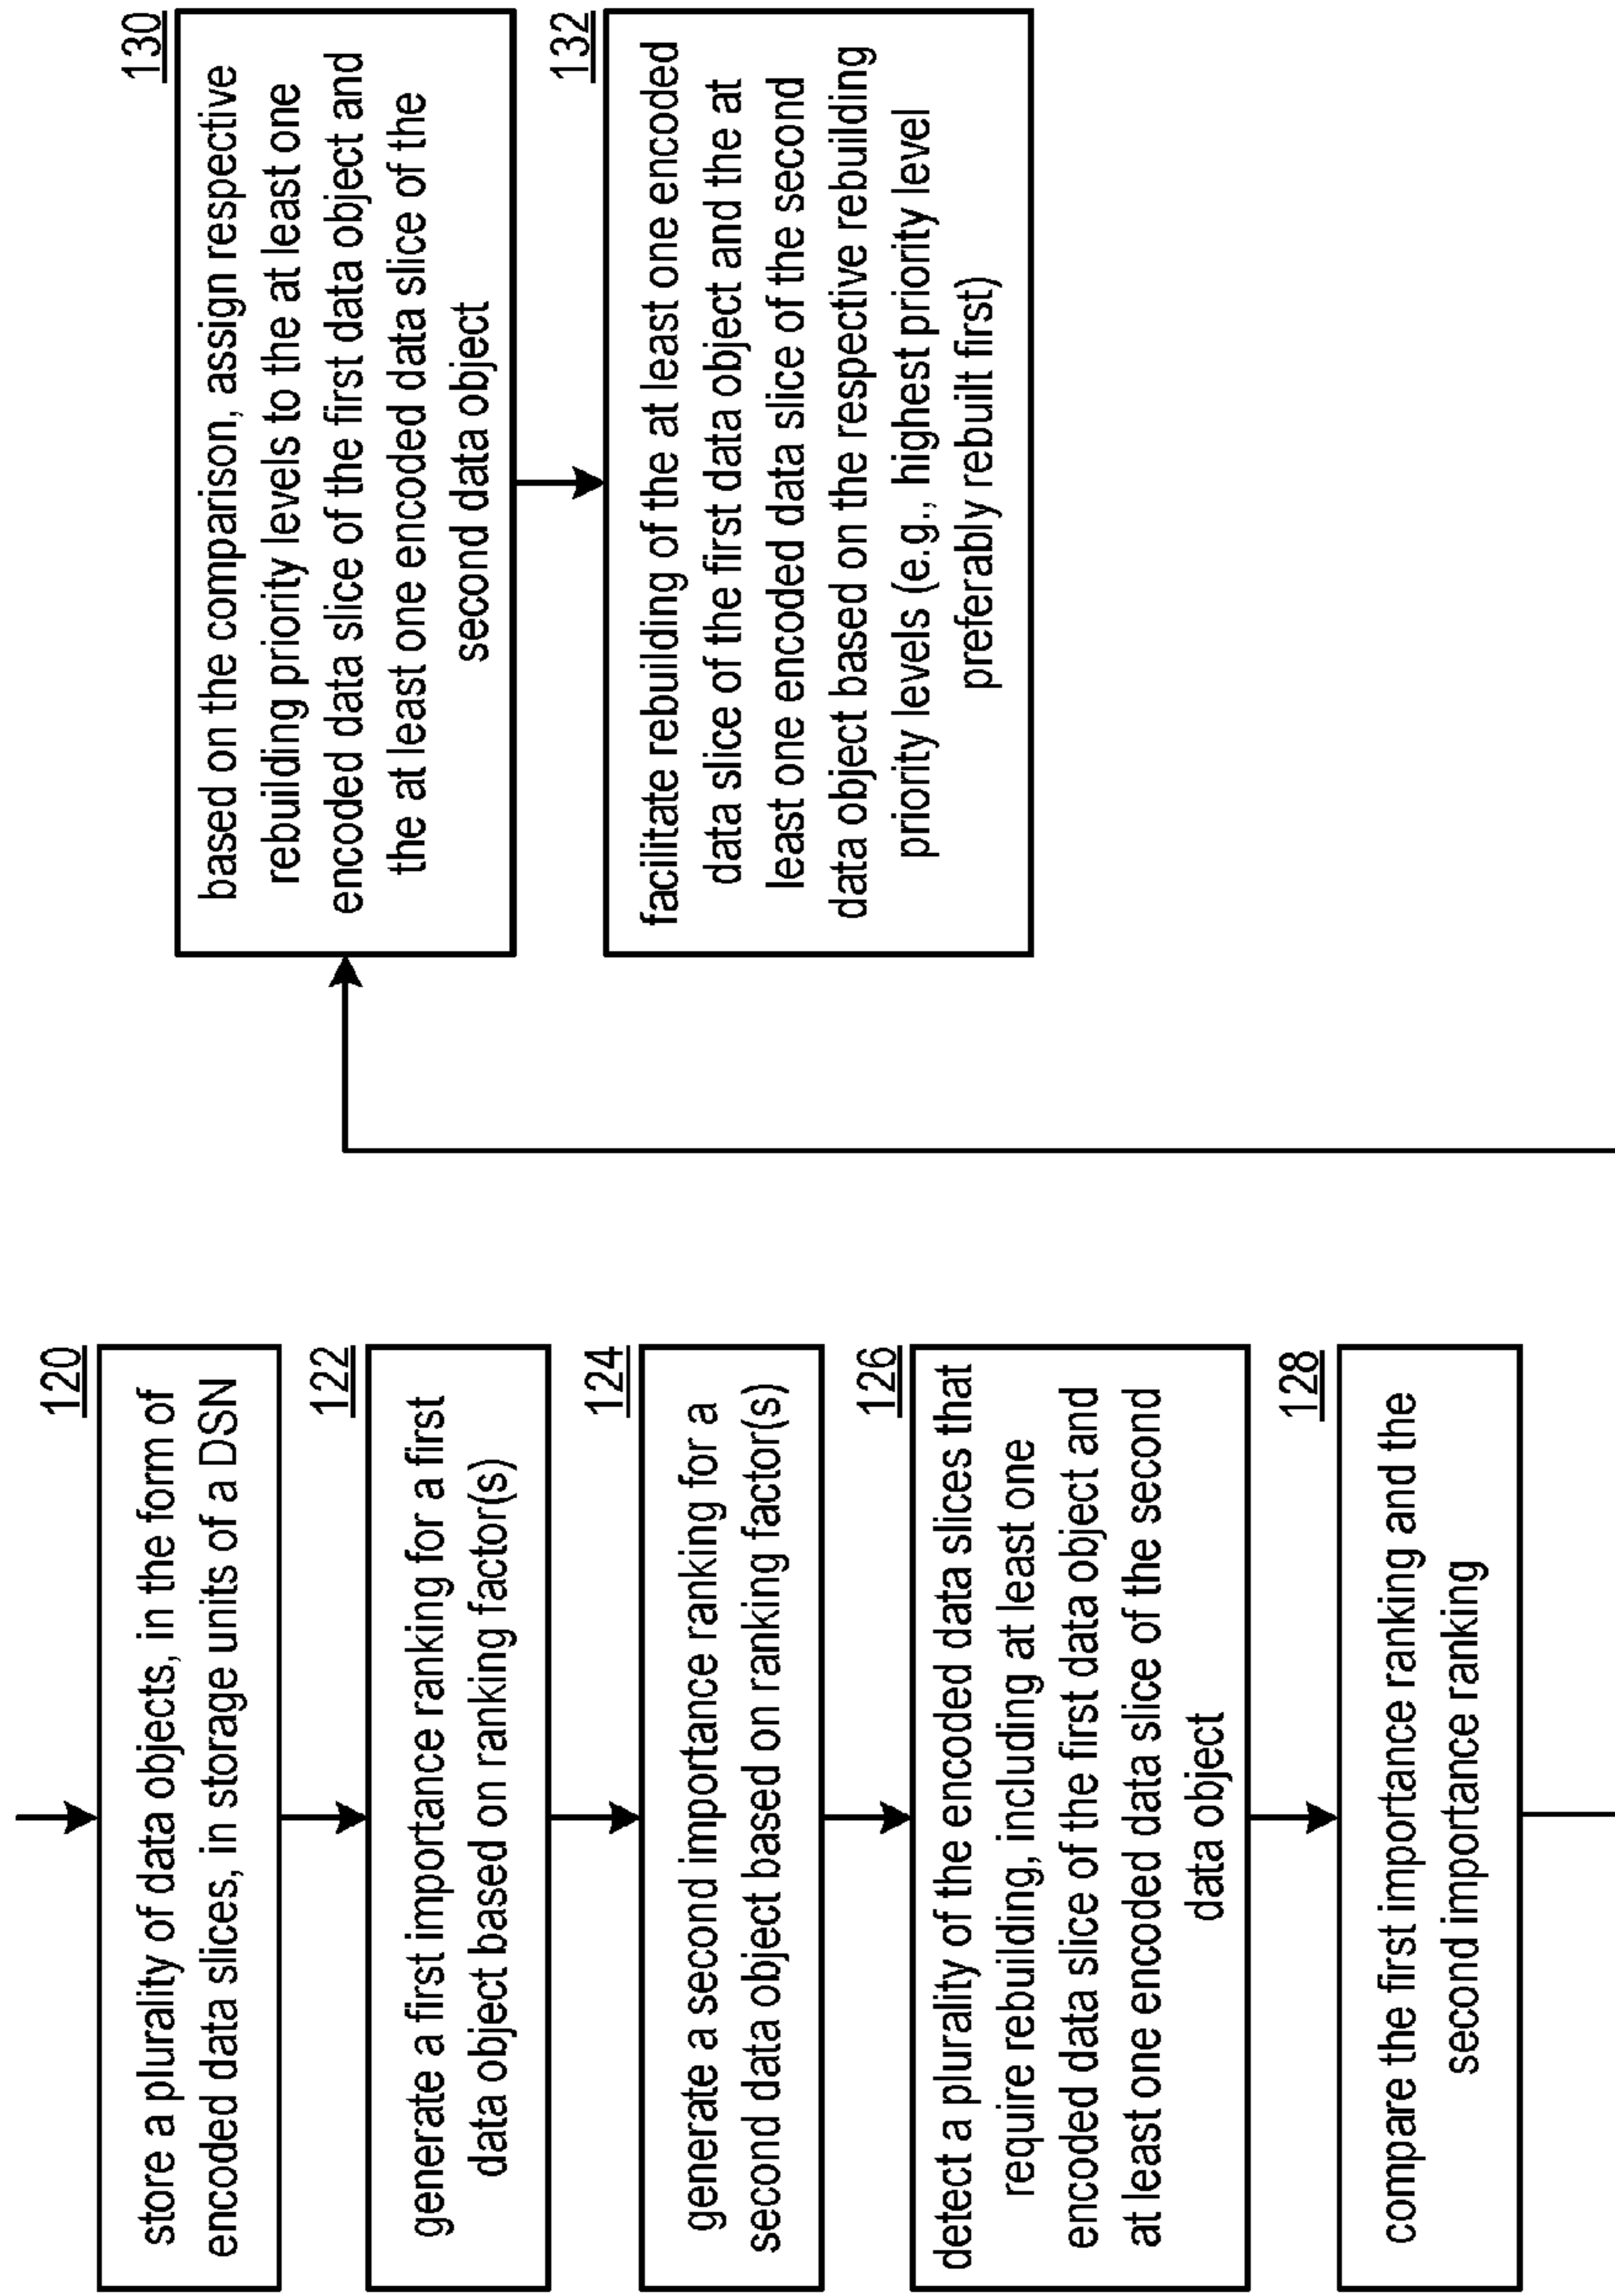 120
store a plurality of data objects, in the form of
encoded data slices, in storage units of a DSN
122
generate a first importance ranking for a first
data object based on ranking factor(s)
124
generate a second importance ranking for a
second data object based on ranking factor(s)
126
detect a plurality of the encoded data slices that
require rebuilding, including at least one
encoded data slice of the first data object and
at least one encoded data slice of the second
data object
128
compare the first importance ranking and the
second importance ranking
130
based on the comparison, assign respective
rebuilding priority levels to the at least one
encoded data slice of the first data object and
the at least one encoded data slice of the
second data object
132
facilitate rebuilding of the at least one encoded
data slice of the first data object and the at
least one encoded data slice of the second
data object based on the respective rebuilding
priority levels (e.g., highest priority level
preferably rebuilt first)